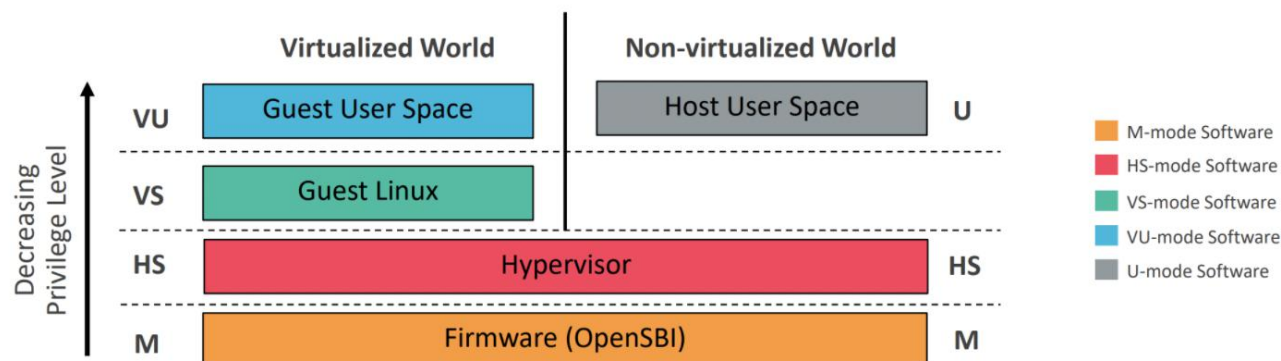 Virtualized World
Non-virtualized World
Decreasing
Privilege Level
VU
Guest User Space
Host User Space
U
VS
Guest Linux
HS
Hypervisor
HS
M
Firmware (OpenSBI)
M
M-mode Software
HS-mode Software
VS-mode Software
VU-mode Software
U-mode Software